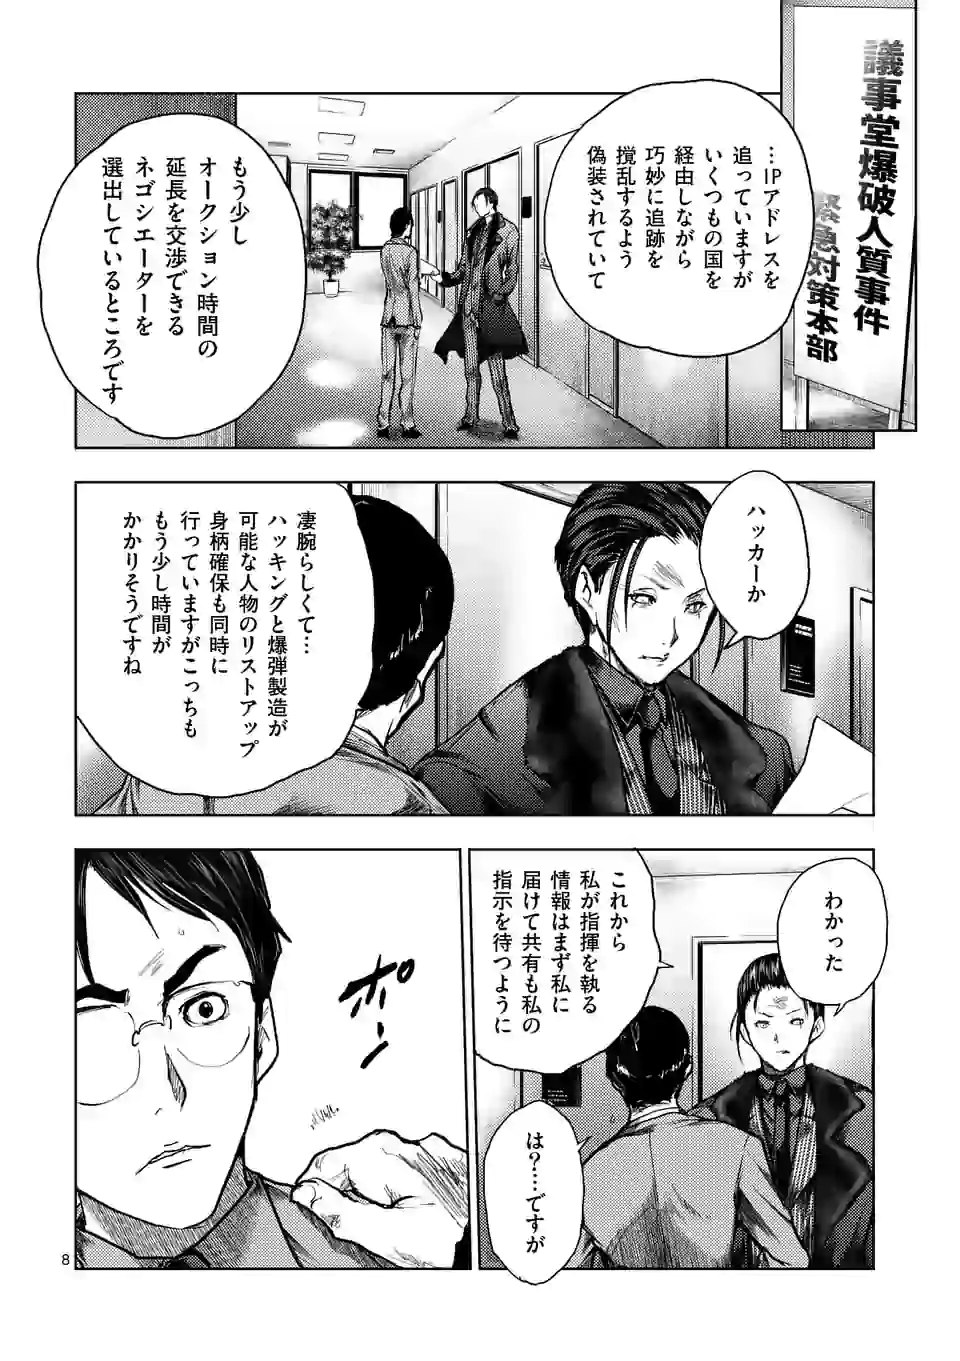 議事堂爆破人質事件
緊急対策本部
…IPアドレスを
追っていますが
いくつもの国を
経由しながら
巧妙に追跡を
撹乱するよう
偽装されていて
もう少し
オークション時間の
延長を交渉できる
ネゴシエーターを
選出しているところです
ハッカーか
凄腕らしくて…
ハッキングと爆弾製造が
可能な人物のリストアップ
身柄確保も同時に
行っていますがこっちも
もう少し時間が
かかりそうですね
わかった
これから
私が指揮を執る
情報はまず私に
届けて共有も私の
指示を待つように
は?……ですが
ポン
8